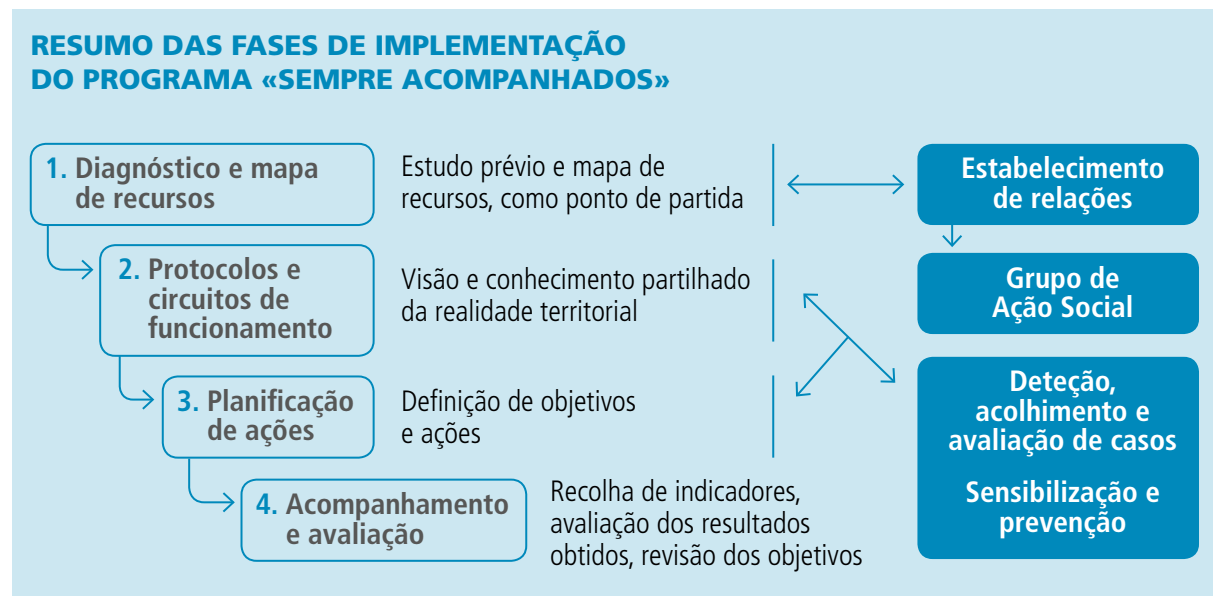 RESUMO DAS FASES DE IMPLEMENTAÇÃO
DO PROGRAMA «SEMPRE ACOMPANHADOS»
1. Diagnóstico e mapa
de recursos
Estudo prévio e mapa de
recursos, como ponto de partida
Estabelecimento
de relações
2. Protocolos e
circuitos de
funcionamento
Visão e conhecimento partilhado
da realidade territorial
Grupo de
Ação Social
3. Planificação
de ações
Definição de objetivos
e ações
Deteção,
acolhimento e
avaliação de casos
Sensibilização e
prevenção
4. Acompanhamento
e avaliação
Recolha de indicadores,
avaliação dos resultados
obtidos, revisão dos objetivos